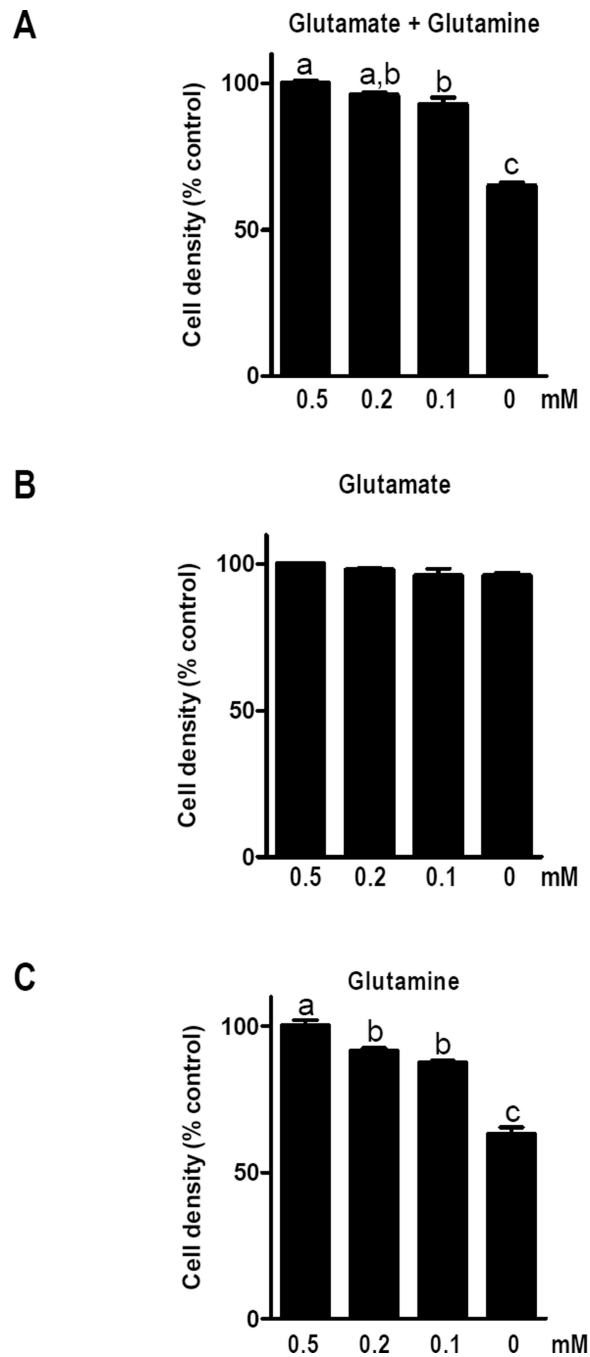 A
Glutamate + Glutamine
Cell density (% control)
100
50
0
a
a,b
b
c
0.5 0.2 0.1 0 mM
B
Glutamate
Cell density (% control)
100
50
0
0.5 0.2 0.1 0 mM
C
Glutamine
Cell density (% control)
100
50
0
a
b
b
c
0.5 0.2 0.1 0 mM